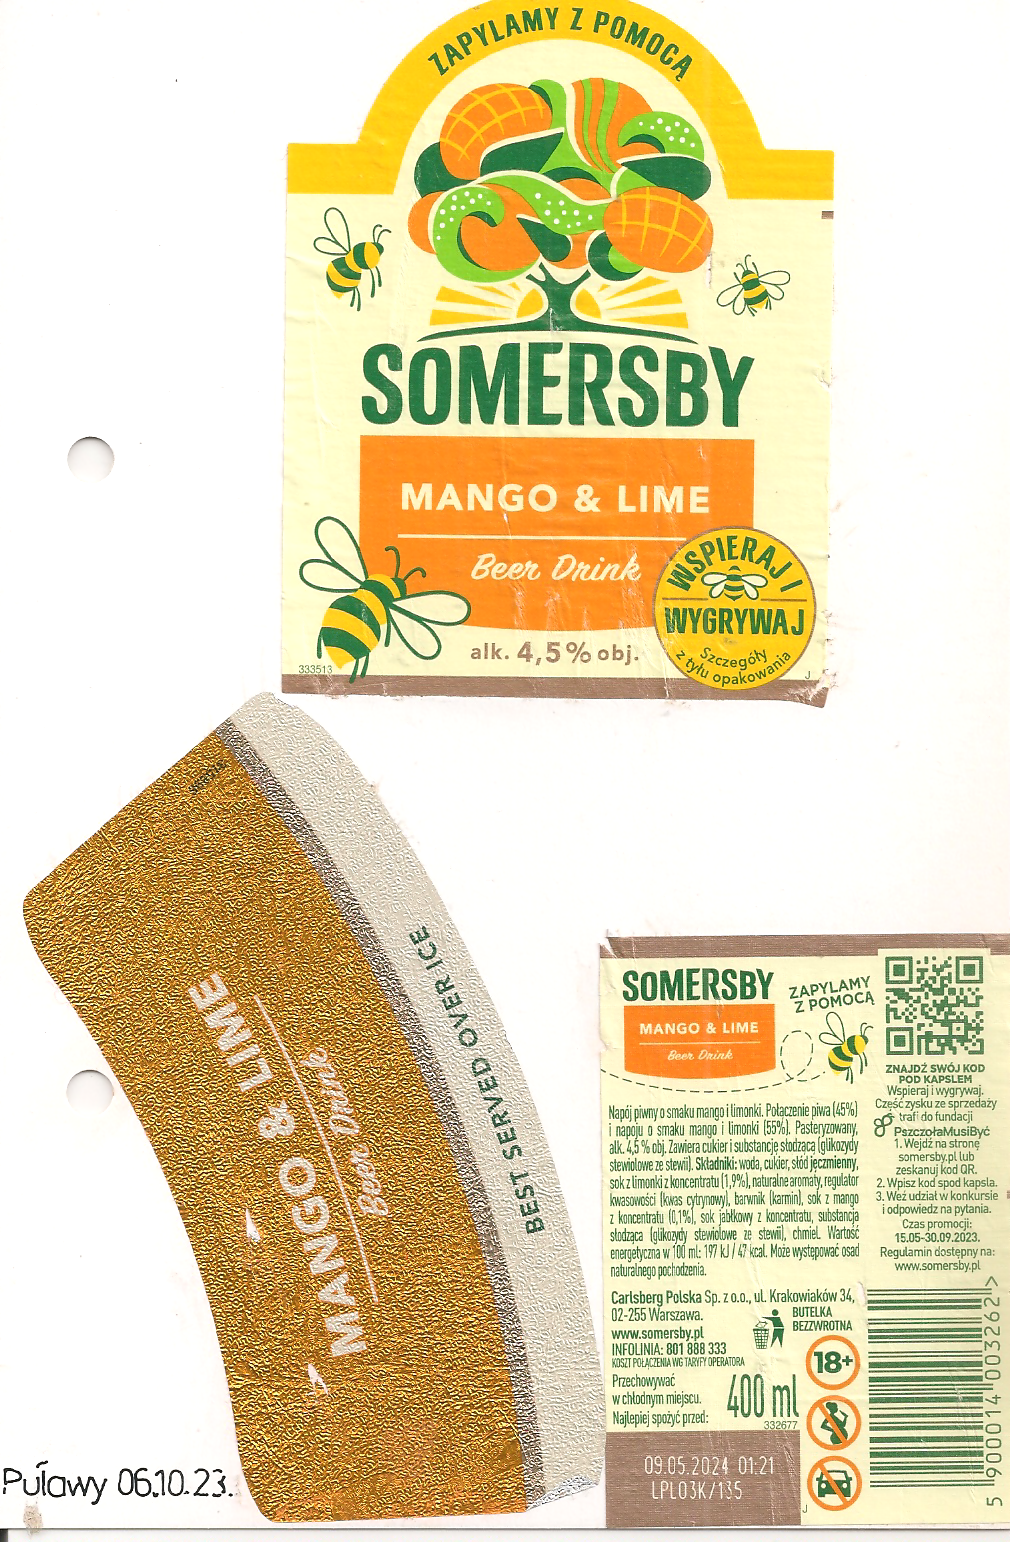 ZAPYLAMY Z POMOCĄ
SOMERSBY
MANGO & LIME
Beer Drink
WSPIERAJ I
WYGRYWAJ
Szczegóły
z tyłu opakowania
alk. 4,5% obj.
333513
J
MANGO & LIME
Beer Drink
BEST SERVED OVER ICE
Puławy 06.10.23.
SOMERSBY
MANGO & LIME
Beer Drink
ZAPYLAMY
Z POMOCĄ
Napój piwny o smaku mango i limonki. Połączenie piwa (45%)
i napoju o smaku mango i limonki (55%). Pasteryzowany,
alk. 4,5 % obj. Zawiera cukier i substancję słodzącą (glikozydy
stewiolowe ze stewii). Składniki: woda, cukier, słód jęczmienny,
sok z limonki z koncentratu (1,9%), naturalne aromaty, regulator
kwasowości (kwas cytrynowy), barwnik (karmin), sok z mango
z koncentratu (0,1%), sok jabłkowy z koncentratu, substancja
słodząca (glikozydy stewiolowe ze stewii), chmiel. Wartość
energetyczna w 100 ml: 197 kJ / 47 kcal. Może występować osad
naturalnego pochodzenia.
Carlsberg Polska Sp. z o.o., ul. Krakowiaków 34,
02-255 Warszawa.
www.somersby.pl
INFOLINIA: 801 888 333
KOSZT POŁĄCZENIA WG TARYFY OPERATORA
BUTELKA
BEZZWROTNA
Przechowywać
w chłodnym miejscu.
Najlepiej spożyć przed:
400 ml
332677
09.05.2024 01:21
LPL03K/135
18+
J
ZNAJDŹ SWÓJ KOD
POD KAPSLEM
Wspieraj i wygrywaj.
Część zysku ze sprzedaży
trafi do fundacji
PszczołaMusiByć
1. Wejdź na stronę
somersby.pl lub
zeskanuj kod QR.
2. Wpisz kod spod kapsla.
3. Weź udział w konkursie
i odpowiedz na pytania.
Czas promocji:
15.05-30.09.2023.
Regulamin dostępny na:
www.somersby.pl
5 900014 003262 >